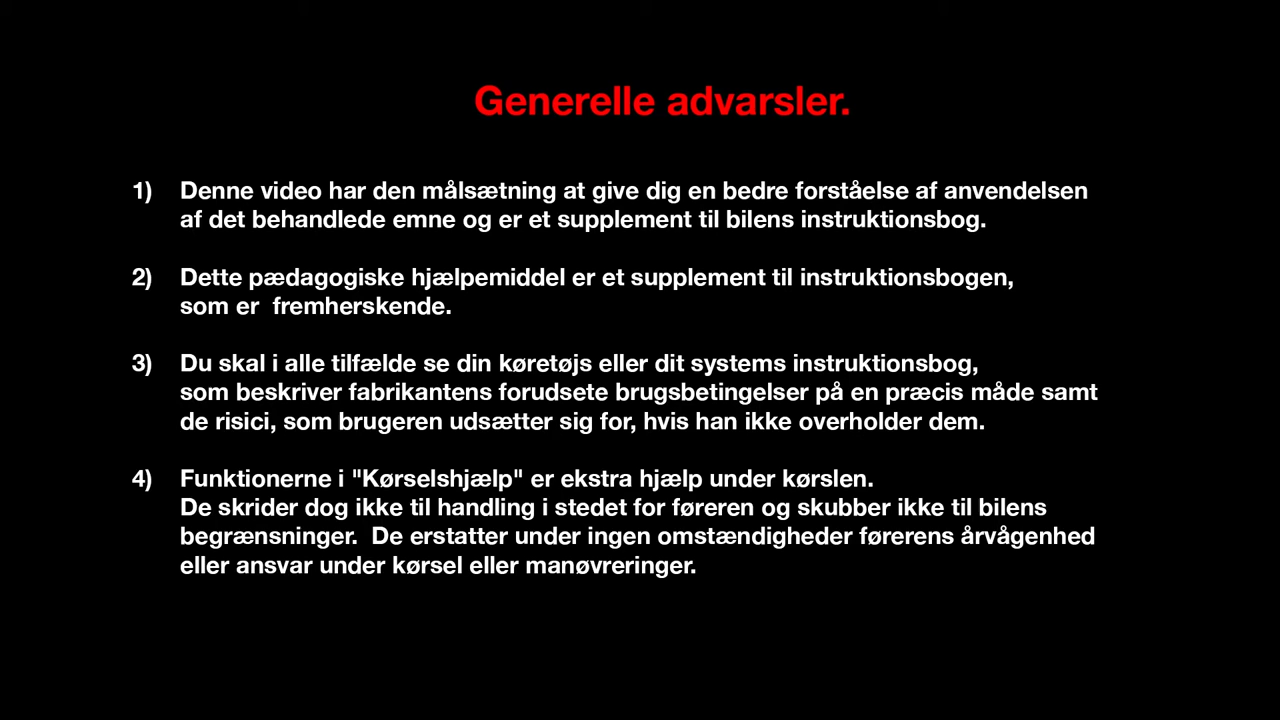 Generelle advarsler.
1) Denne video har den målsætning at give dig en bedre forståelse af anvendelsen
af det behandlede emne og er et supplement til bilens instruktionsbog.
2) Dette pædagogiske hjælpemiddel er et supplement til instruktionsbogen,
som er  fremherskende.
3) Du skal i alle tilfælde se din køretøjs eller dit systems instruktionsbog,
som beskriver fabrikantens forudsete brugsbetingelser på en præcis måde samt
de risici, som brugeren udsætter sig for, hvis han ikke overholder dem.
4) Funktionerne i "Kørselshjælp" er ekstra hjælp under kørslen.
De skrider dog ikke til handling i stedet for føreren og skubber ikke til bilens
begrænsninger.  De erstatter under ingen omstændigheder førerens årvågenhed
eller ansvar under kørsel eller manøvreringer.